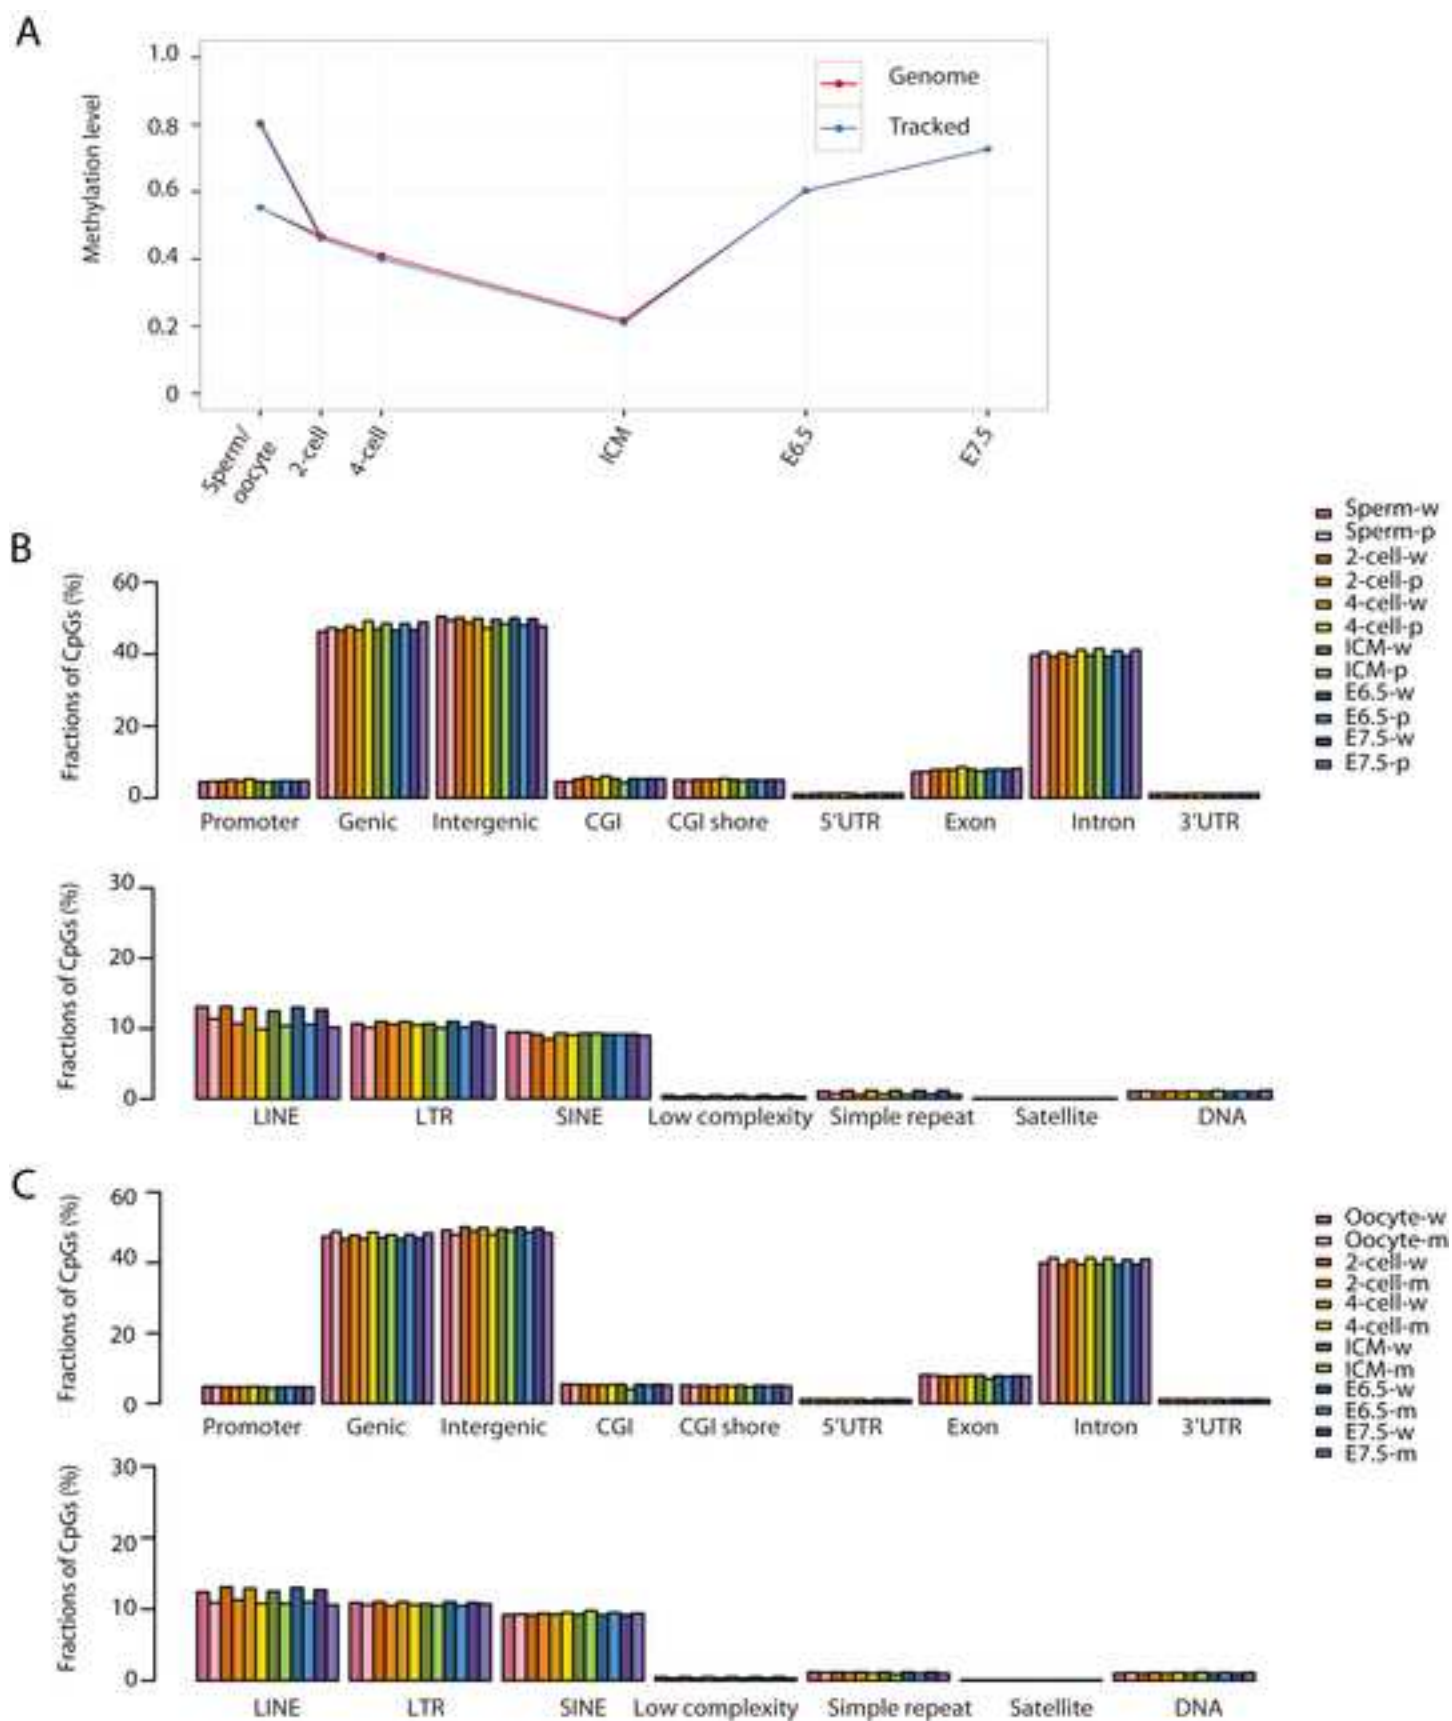 A
Methylation level
1.0
0.8
0.6
0.4
0.2
0
Genome
Tracked
Sperm/
oocyte
2-cell
4-cell
ICM
E6.5
E7.5
B
Fractions of CpGs (%)
60
40
20
0
Promoter Genic Intergenic CGI CGI shore 5'UTR Exon Intron 3'UTR
Sperm-w
Sperm-p
2-cell-w
2-cell-p
4-cell-w
4-cell-p
ICM-w
ICM-p
E6.5-w
E6.5-p
E7.5-w
E7.5-p
Fractions of CpGs (%)
30
20
10
0
LINE LTR SINE Low complexity Simple repeat Satellite DNA
C
Fractions of CpGs (%)
60
40
20
0
Promoter Genic Intergenic CGI CGI shore 5'UTR Exon Intron 3'UTR
Oocyte-w
Oocyte-m
2-cell-w
2-cell-m
4-cell-w
4-cell-m
ICM-w
ICM-m
E6.5-w
E6.5-m
E7.5-w
E7.5-m
Fractions of CpGs (%)
30
20
10
0
LINE LTR SINE Low complexity Simple repeat Satellite DNA